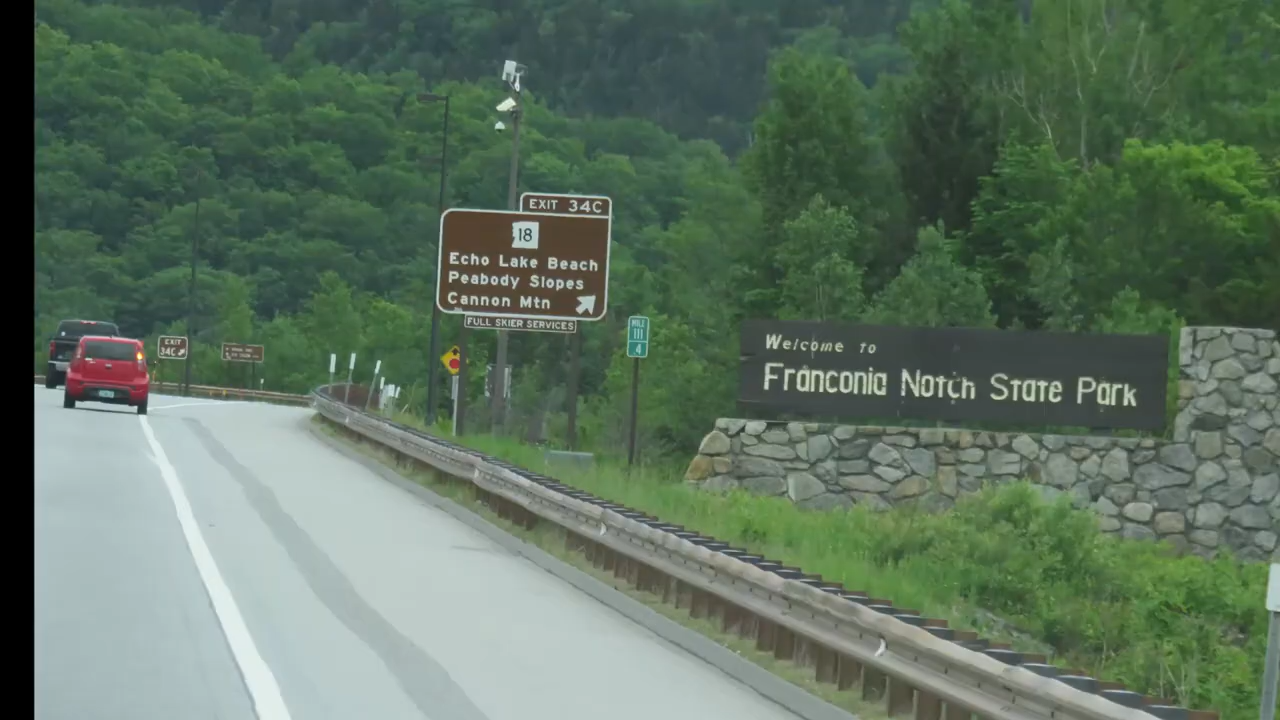 EXIT 34C
18
Echo Lake Beach
Peabody Slopes
Cannon Mtn
FULL SKIER SERVICES
MILE
111
.4
Welcome to
Franconia Notch State Park
EXIT
34C